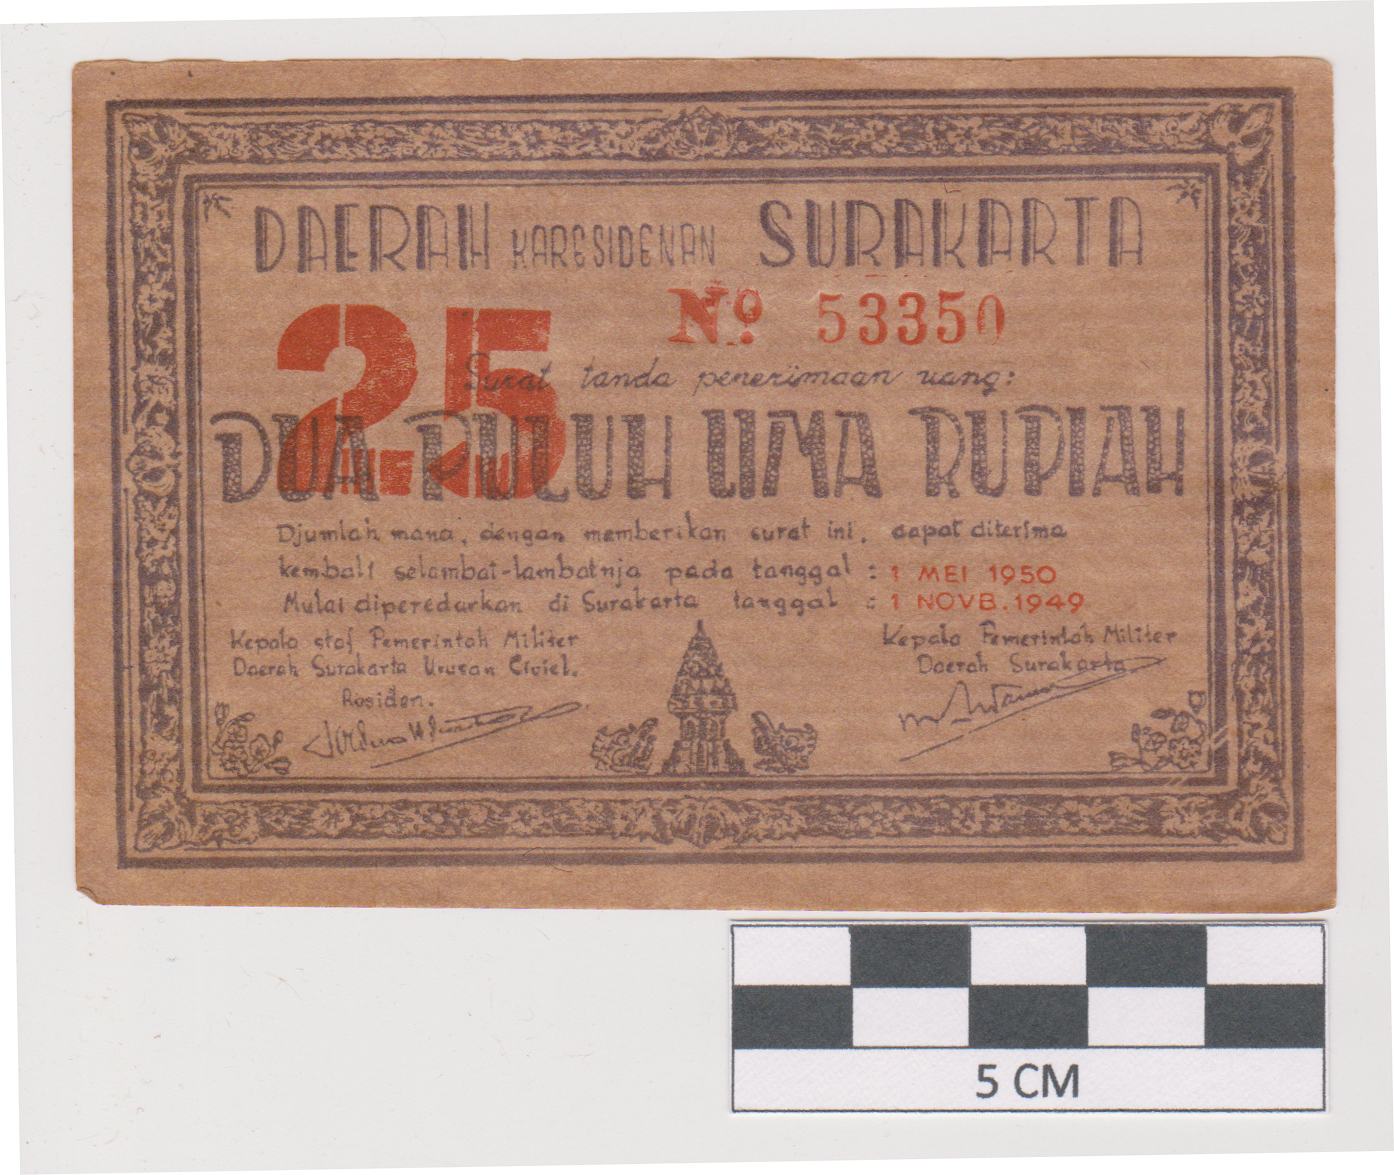 DAERAH KARESIDENAN SURAKARTA
No. 53350
25
Surat tanda penerimaan uang:
DUA PULUH LIMA RUPIAH
Djumlah mana, dengan memberikan surat ini, dapat diterima
kembali selambat-lambatnja pada tanggal : 1 MEI 1950
Mulai diperedarkan di Surakarta tanggal : 1 NOVB. 1949
Kepala staf Pemerintah Militer
Daerah Surakarta Urusan Civiel.
Residen.
Kepala Pemerintah Militer
Daerah Surakarta
5 CM